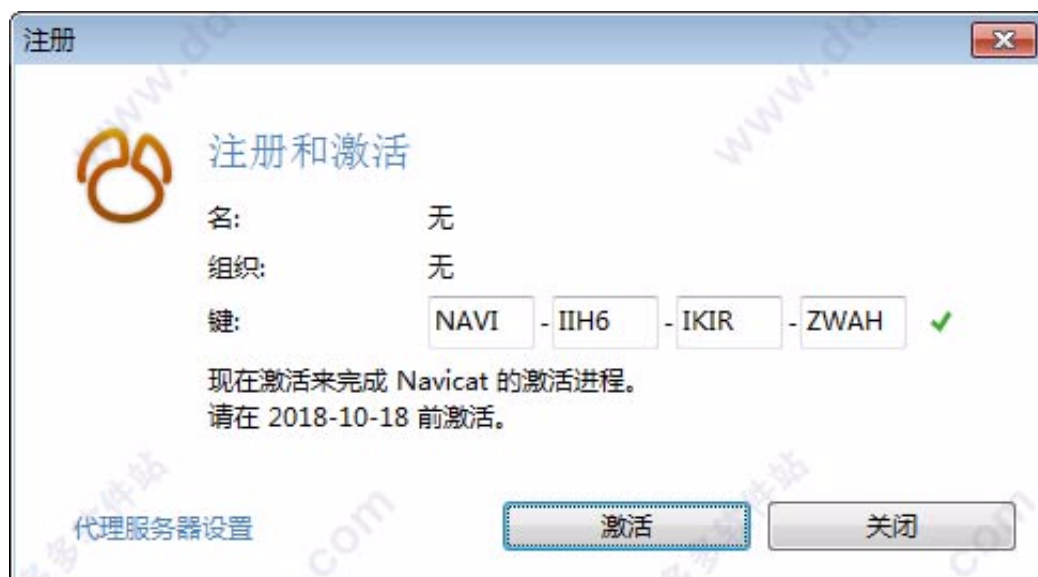 注册
注册和激活
名: 无
组织: 无
键: NAVI - IIH6 - IKIR - ZWAH
现在激活来完成 Navicat 的激活进程。
请在 2018-10-18 前激活。
代理服务器设置 激活 关闭